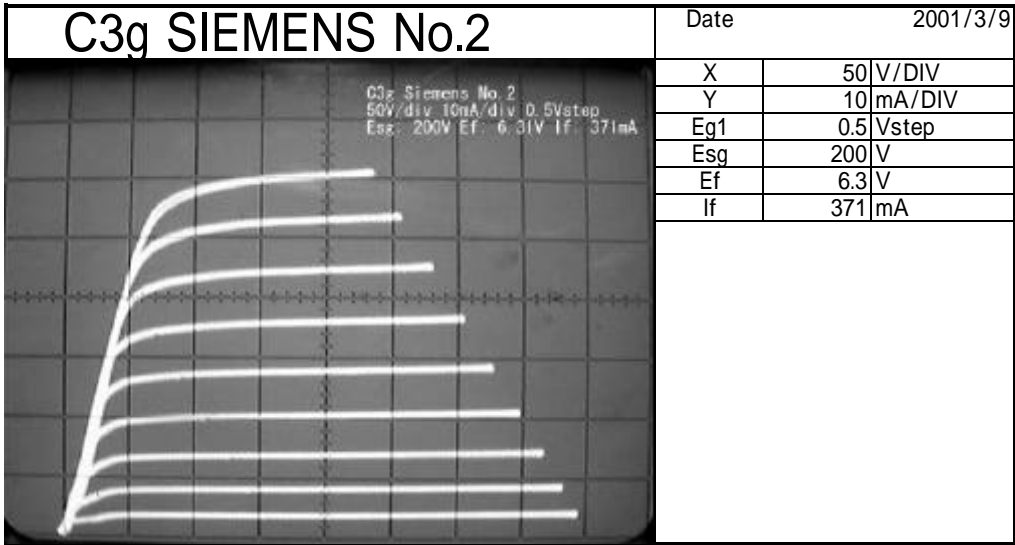 C3g SIEMENS No.2
Date 2001/3/9
C3g Siemens No.2
50V/div 10mA/div 0.5Vstep
Esg: 200V Ef: 6.31V If: 371mA
X 50 V/DIV
Y 10 mA/DIV
Eg1 0.5 Vstep
Esg 200 V
Ef 6.3 V
If 371 mA